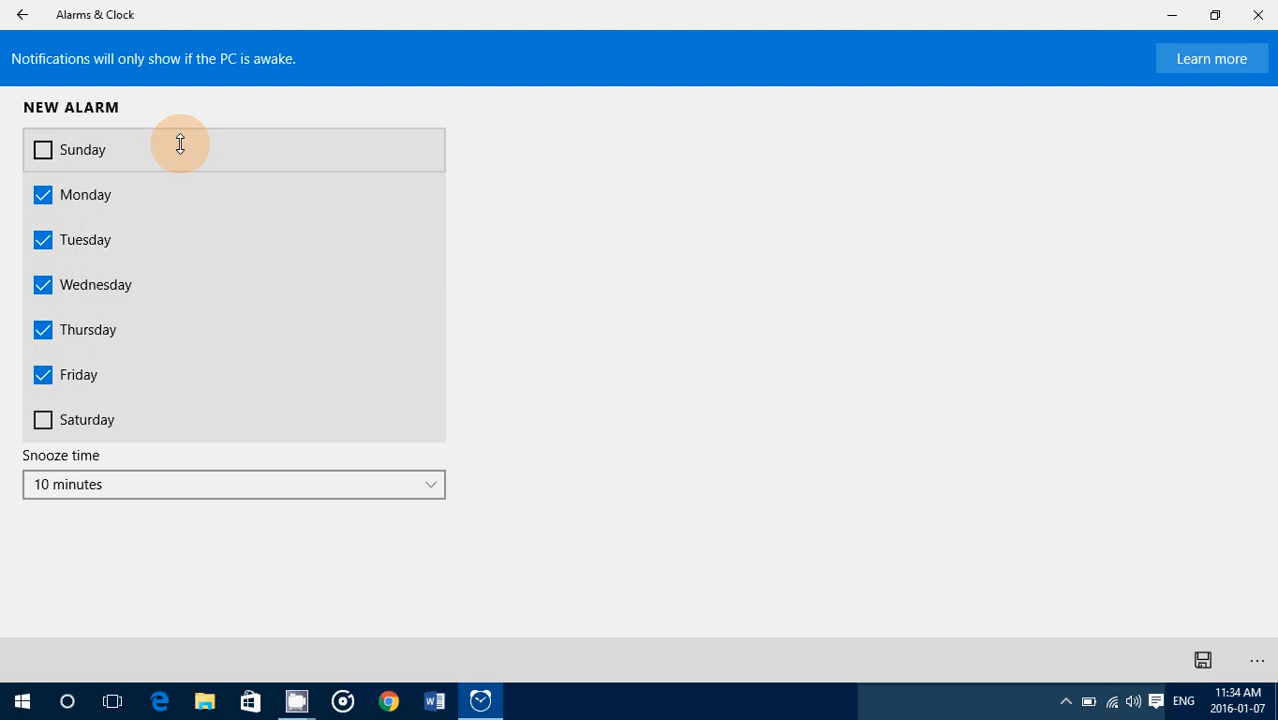 Alarms & Clock
Notifications will only show if the PC is awake.
Learn more
NEW ALARM
Sunday
Monday
Tuesday
Wednesday
Thursday
Friday
Saturday
Snooze time
10 minutes
ENG
11:34 AM
2016-01-07